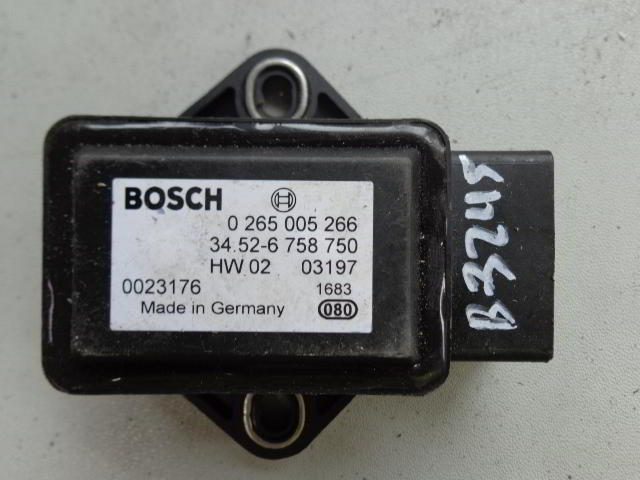 BOSCH
0 265 005 266
34.52-6 758 750
HW 02 03197
0023176 1683
Made in Germany 080
B3245